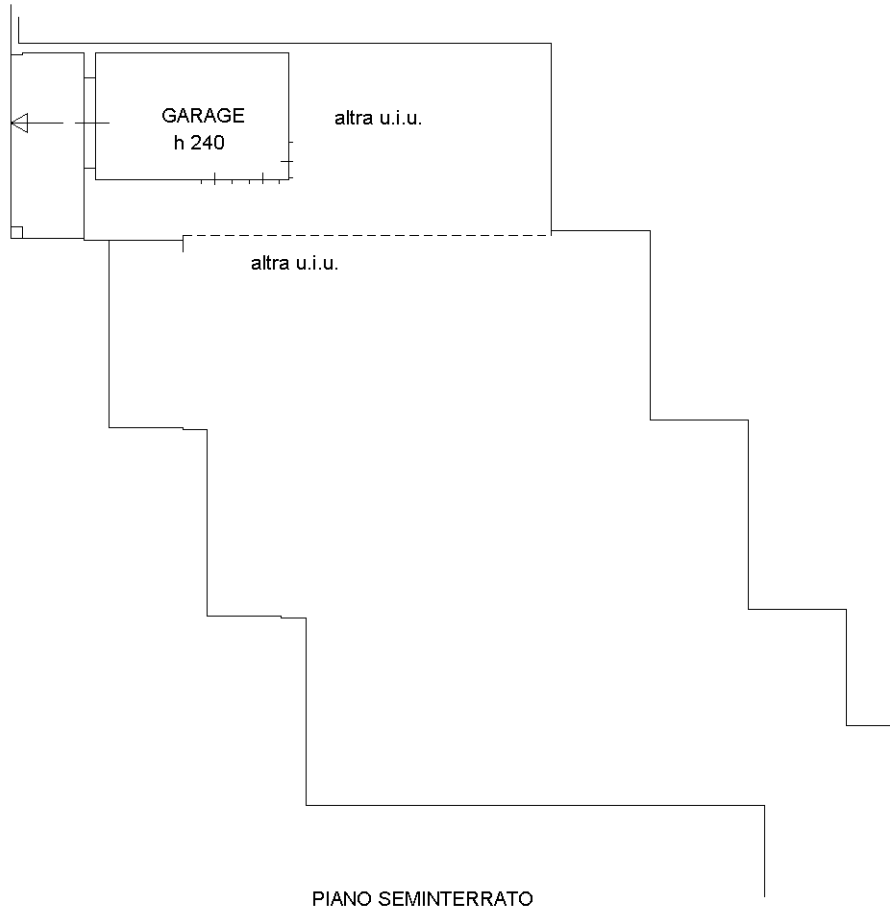 GARAGE
h 240
altra u.i.u.
altra u.i.u.
PIANO SEMINTERRATO